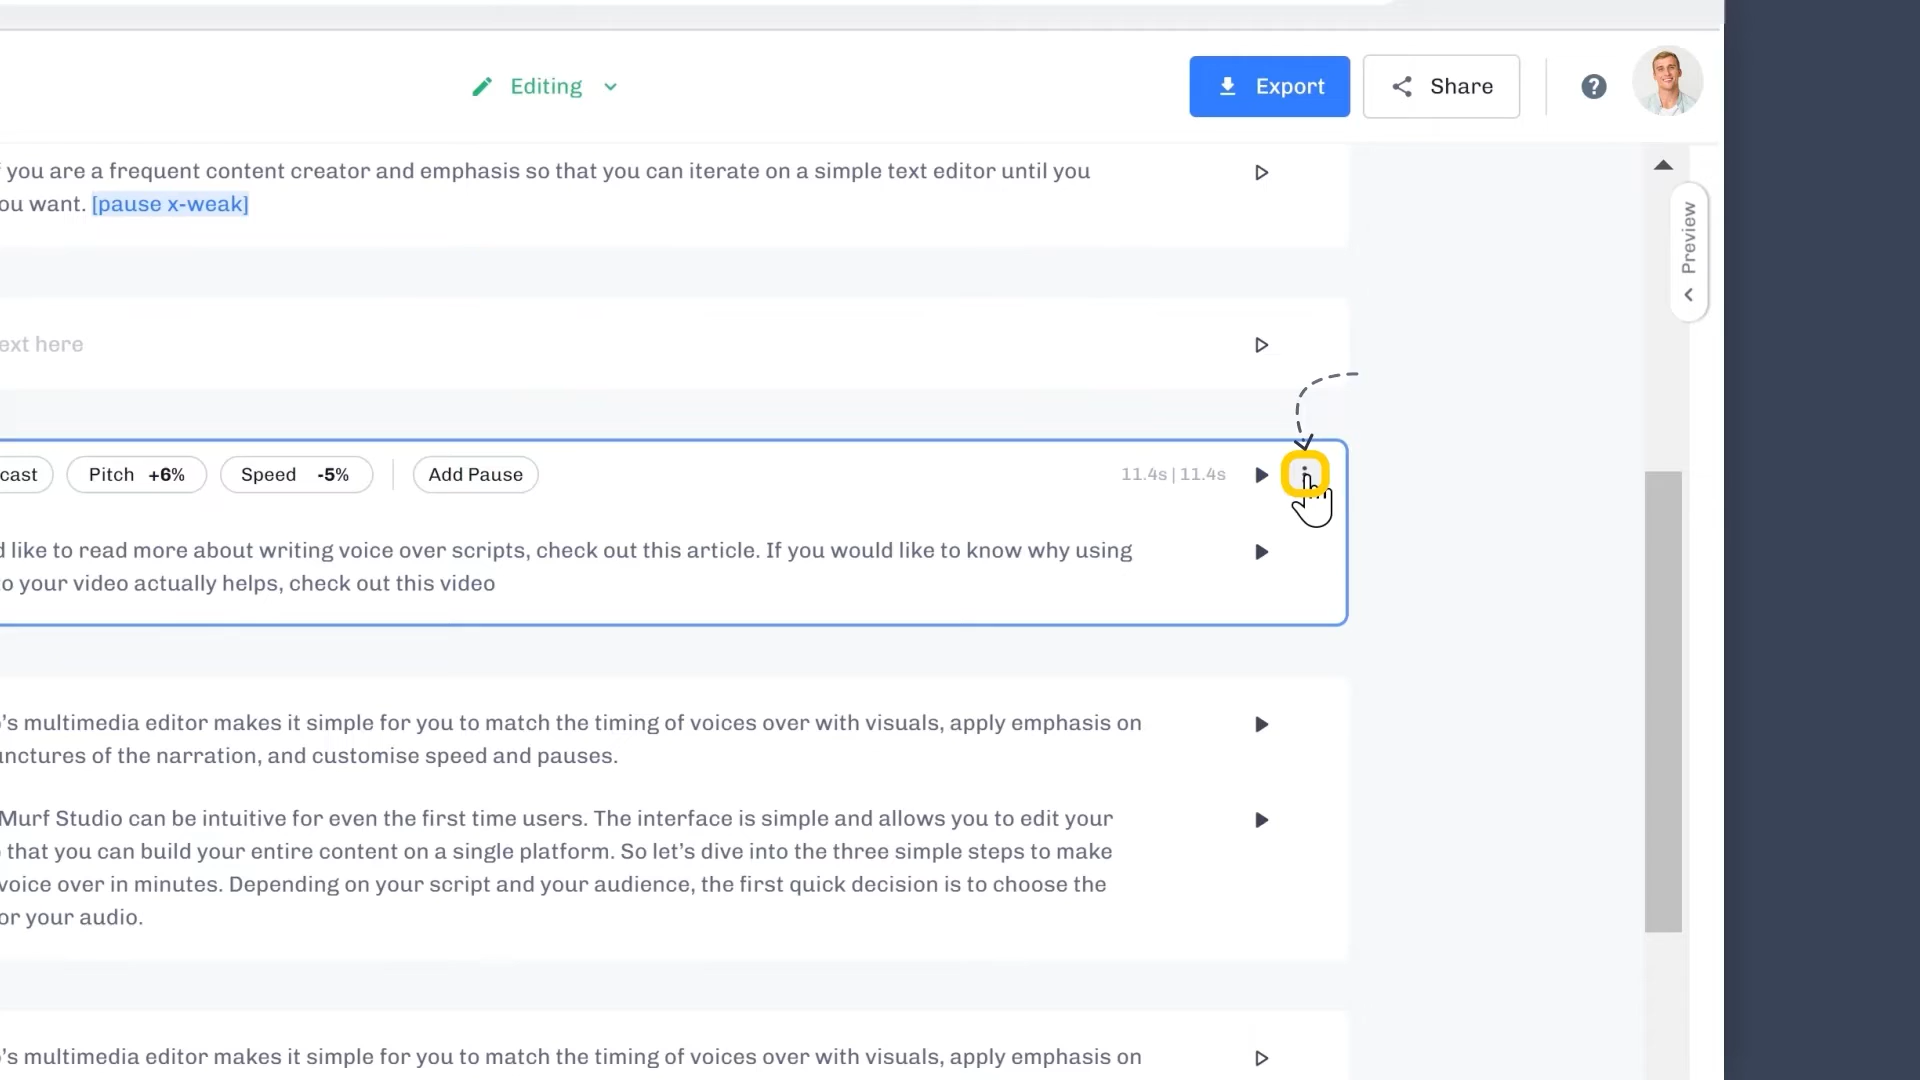 Editing
Export
Share
you are a frequent content creator and emphasis so that you can iterate on a simple text editor until you
ou want. [pause x-weak]
Preview
ext here
cast
Pitch +6%
Speed -5%
Add Pause
11.4s | 11.4s
d like to read more about writing voice over scripts, check out this article. If you would like to know why using
o your video actually helps, check out this video
's multimedia editor makes it simple for you to match the timing of voices over with visuals, apply emphasis on
nctures of the narration, and customise speed and pauses.
Murf Studio can be intuitive for even the first time users. The interface is simple and allows you to edit your
that you can build your entire content on a single platform. So let's dive into the three simple steps to make
voice over in minutes. Depending on your script and your audience, the first quick decision is to choose the
or your audio.
's multimedia editor makes it simple for you to match the timing of voices over with visuals, apply emphasis on